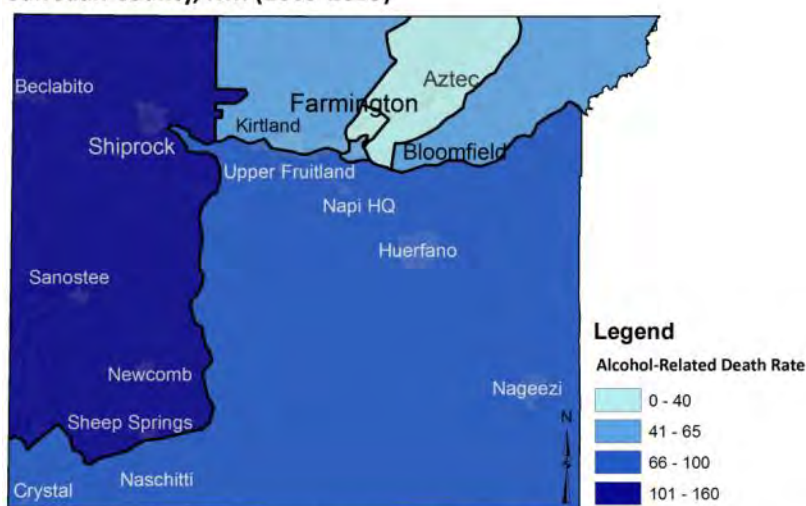 Beclabito
Aztec
Farmington
Kirtland
Shiprock
Bloomfield
Upper Fruitland
Napi HQ
Huerfano
Sanostee
Newcomb
Nageezi
Sheep Springs
Naschitti
Crystal
N
Legend
Alcohol-Related Death Rate
0 - 40
41 - 65
66 - 100
101 - 160